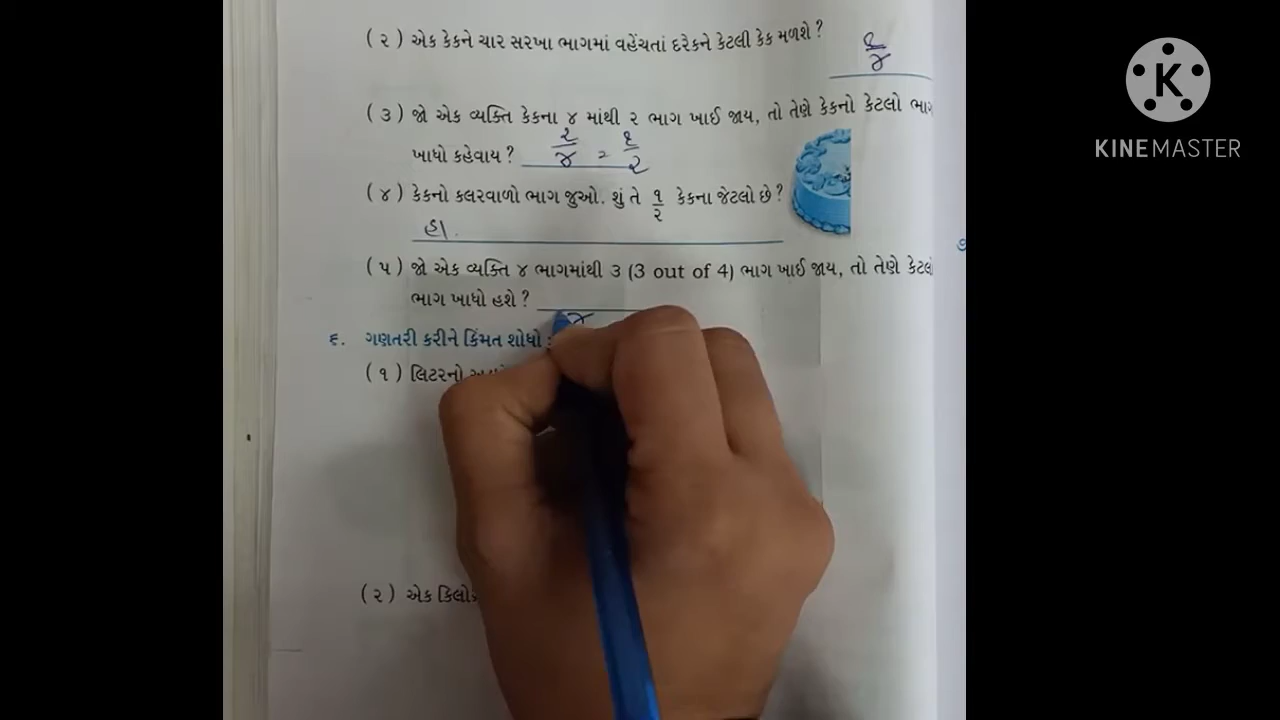 (૨) એક કેકને ચાર સરખા ભાગમાં વહેંચતાં દરેકને કેટલી કેક મળશે? ૧/૪
(૩) જો એક વ્યક્તિ કેકના ૪ માંથી ૨ ભાગ ખાઈ જાય, તો તેણે કેકનો કેટલો ભાગ
ખાધો કહેવાય? ૨/૪ = ૧/૨
(૪) કેકનો કલરવાળો ભાગ જુઓ. શું તે ૧/૨ કેકના જેટલો છે?
હા.
(૫) જો એક વ્યક્તિ ૪ ભાગમાંથી ૩ (3 out of 4) ભાગ ખાઈ જાય, તો તેણે કેટલો
ભાગ ખાધો હશે?
૪
૬. ગણતરી કરીને કિંમત શોધો :
(૧) લિટરનો
(૨) એક
K
KINEMASTER